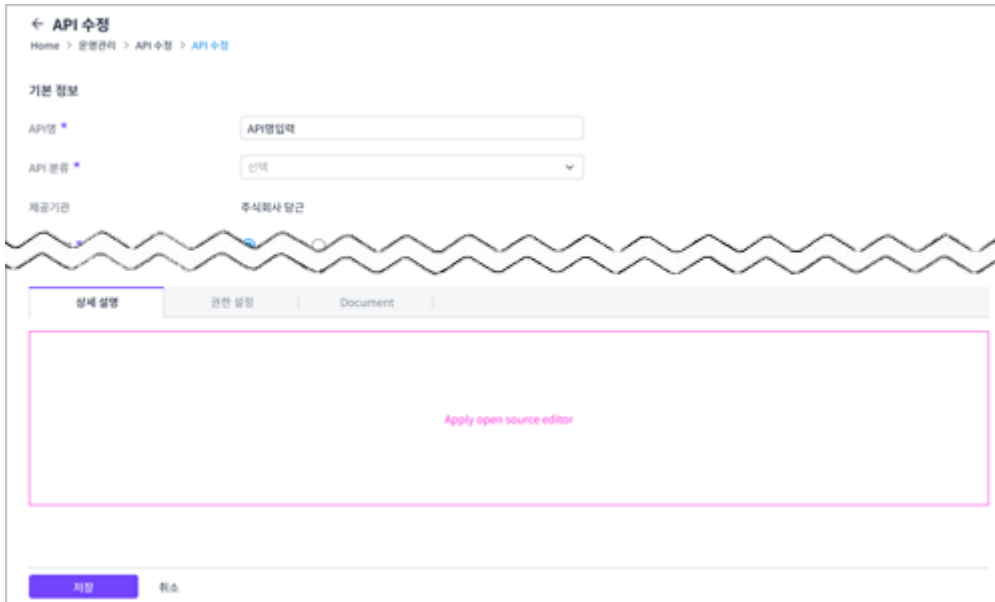 ← API 수정
Home > 운영관리 > API 수정 > API 수정
기본 정보
API명 * API명입력
API 분류 * 선택
제공기관 주식회사 당근
상세 설명 권한 설정 Document
Apply open source editor
저장 취소